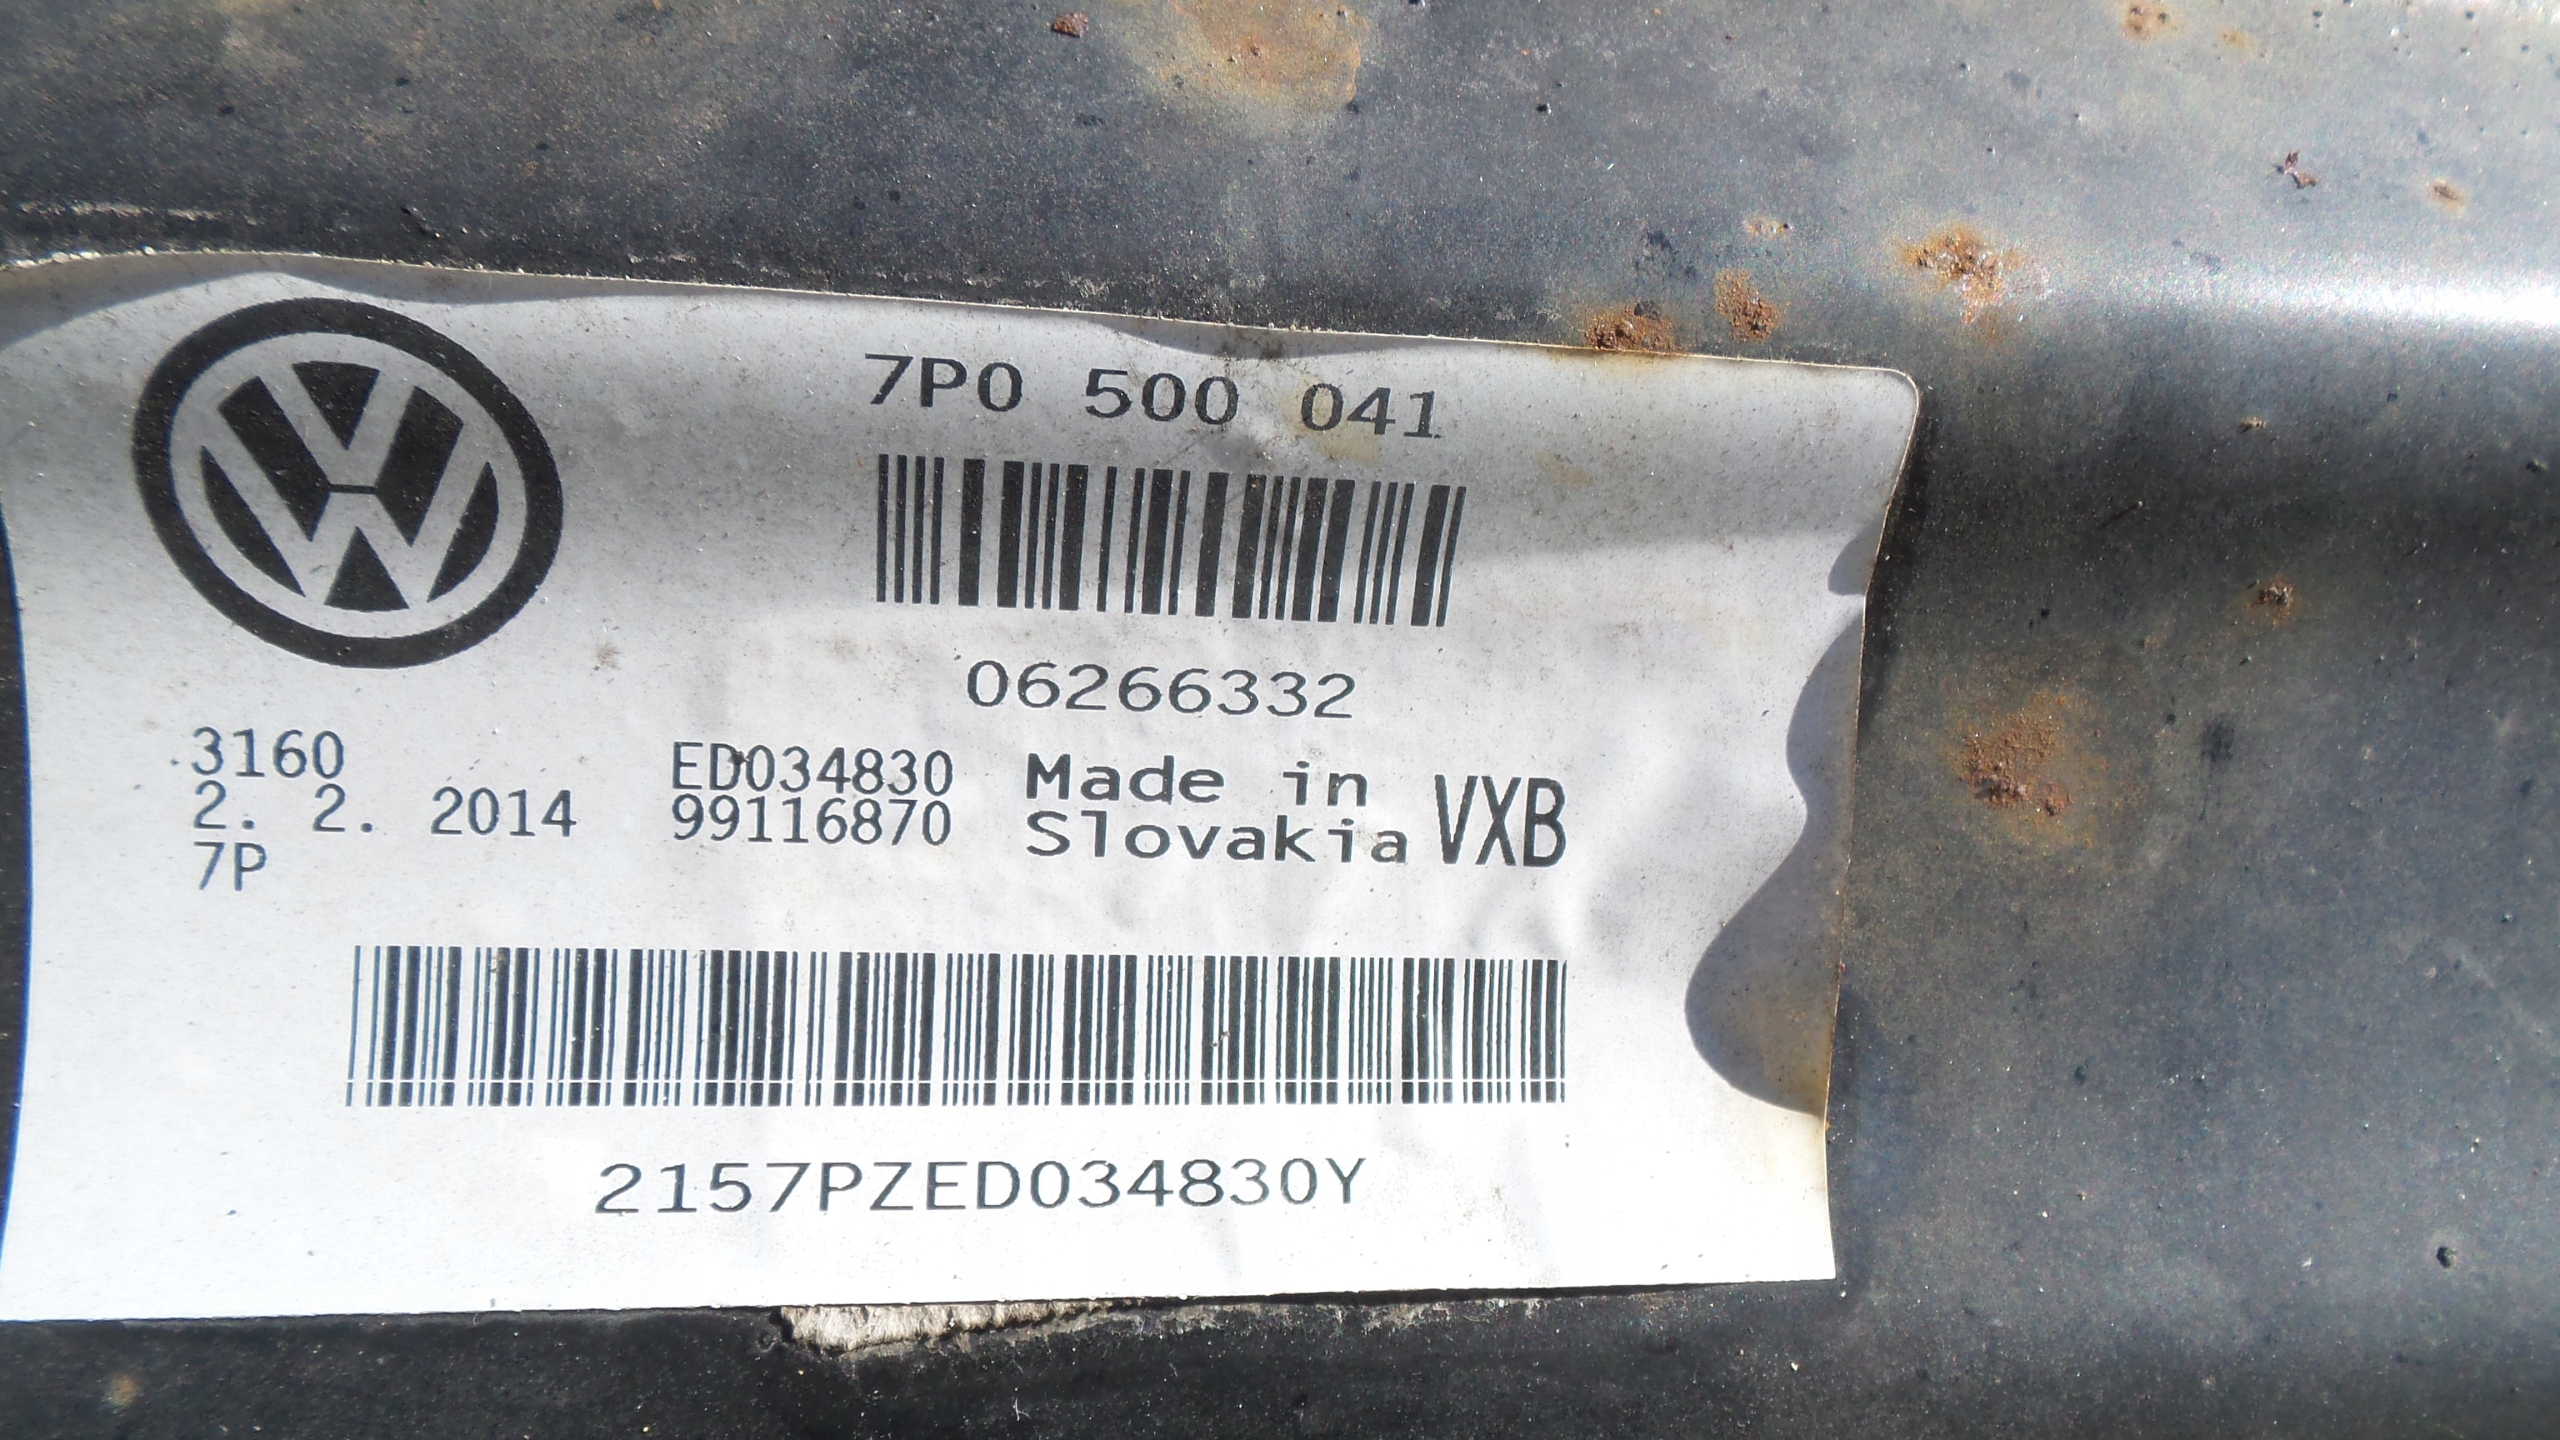 7P0 500 041
06266332
3160
2. 2. 2014
7P
ED034830
99116870
Made in
Slovakia
VXB
2157PZED034830Y